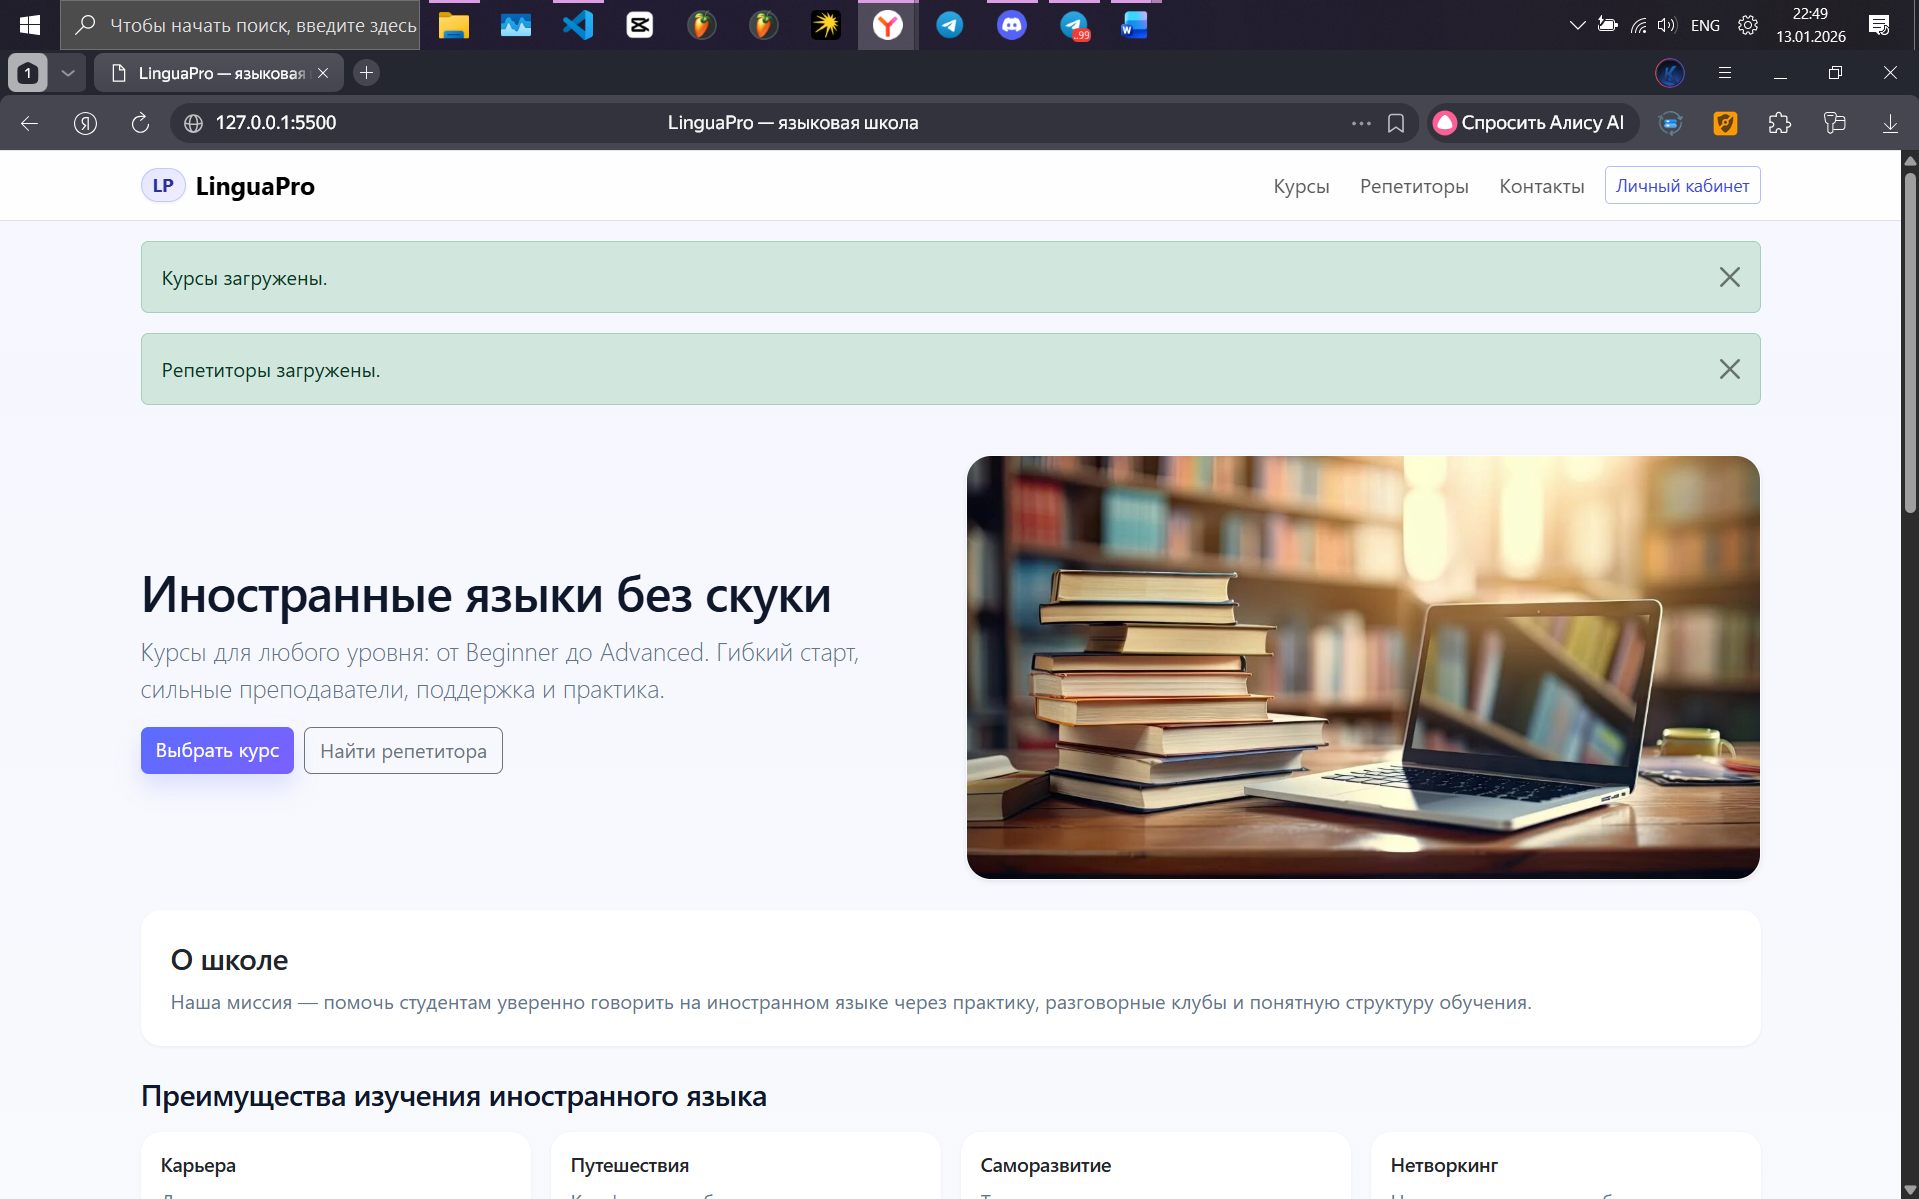 Чтобы начать поиск, введите здесь
99
W
ENG
22:49
13.01.2026
1
LinguaPro — языковая
Я
127.0.0.1:5500
LinguaPro — языковая школа
Спросить Алису AI
LP
LinguaPro
Курсы
Репетиторы
Контакты
Личный кабинет
Курсы загружены.
Репетиторы загружены.
Иностранные языки без скуки
Курсы для любого уровня: от Beginner до Advanced. Гибкий старт,
сильные преподаватели, поддержка и практика.
Выбрать курс
Найти репетитора
О школе
Наша миссия — помочь студентам уверенно говорить на иностранном языке через практику, разговорные клубы и понятную структуру обучения.
Преимущества изучения иностранного языка
Карьера
Путешествия
Саморазвитие
Нетворкинг